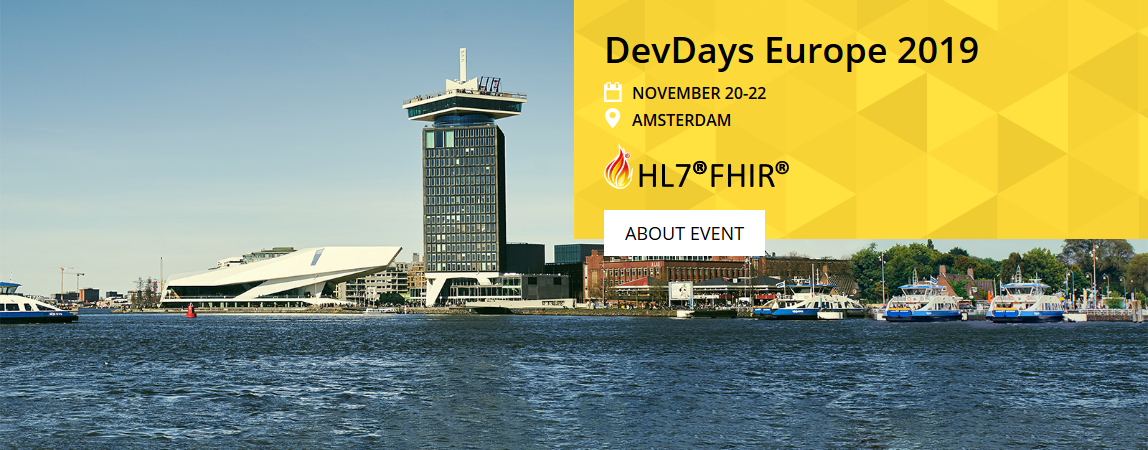 DevDays Europe 2019
NOVEMBER 20-22
AMSTERDAM
HL7®FHIR®
ABOUT EVENT